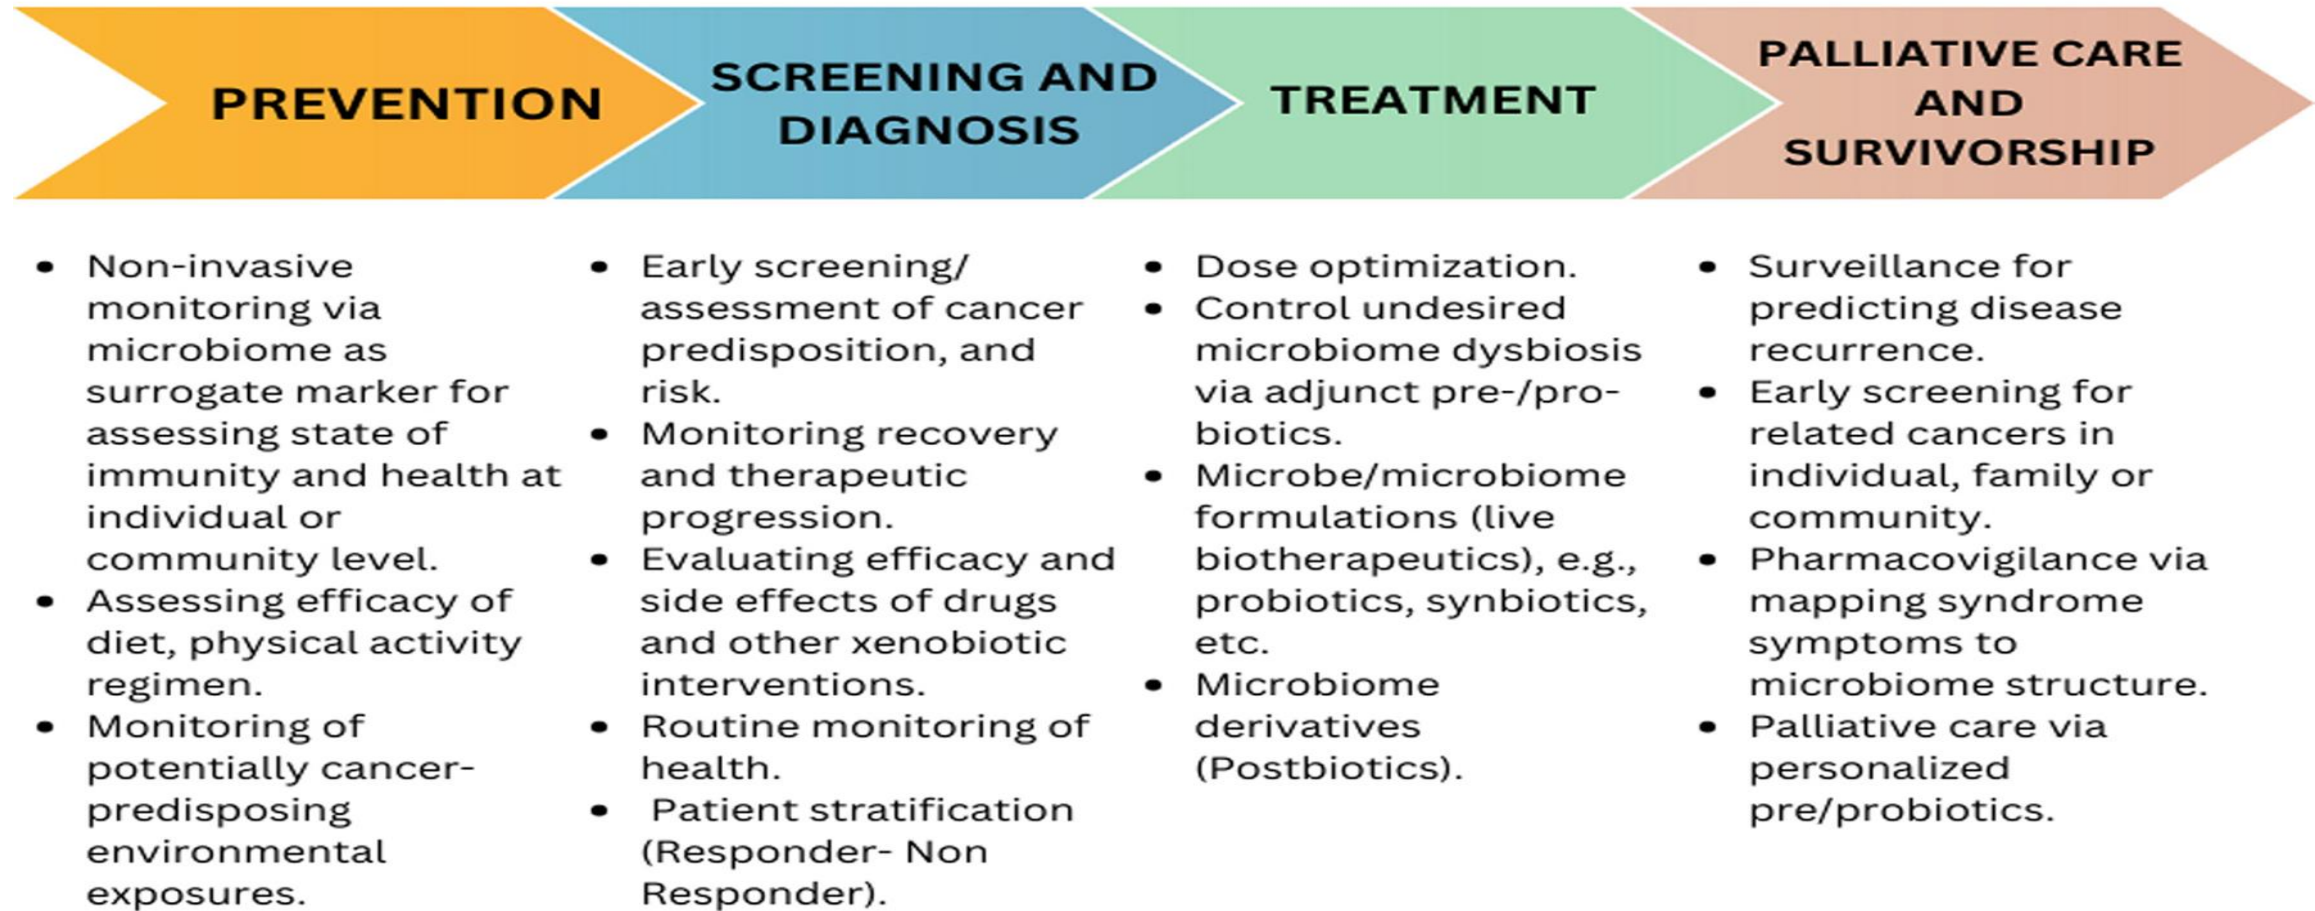 PREVENTION
SCREENING AND
DIAGNOSIS
TREATMENT
PALLIATIVE CARE
AND
SURVIVORSHIP
• Non-invasive
monitoring via
microbiome as
surrogate marker for
assessing state of
immunity and health at
individual or
community level.
• Assessing efficacy of
diet, physical activity
regimen.
• Monitoring of
potentially cancer-
predisposing
environmental
exposures.
• Early screening/
assessment of cancer
predisposition, and
risk.
• Monitoring recovery
and therapeutic
progression.
• Evaluating efficacy and
side effects of drugs
and other xenobiotic
interventions.
• Routine monitoring of
health.
• Patient stratification
(Responder- Non
Responder).
• Dose optimization.
• Control undesired
microbiome dysbiosis
via adjunct pre-/pro-
biotics.
• Microbe/microbiome
formulations (live
biotherapeutics), e.g.,
probiotics, synbiotics,
etc.
• Microbiome
derivatives
(Postbiotics).
• Surveillance for
predicting disease
recurrence.
• Early screening for
related cancers in
individual, family or
community.
• Pharmacovigilance via
mapping syndrome
symptoms to
microbiome structure.
• Palliative care via
personalized
pre/probiotics.